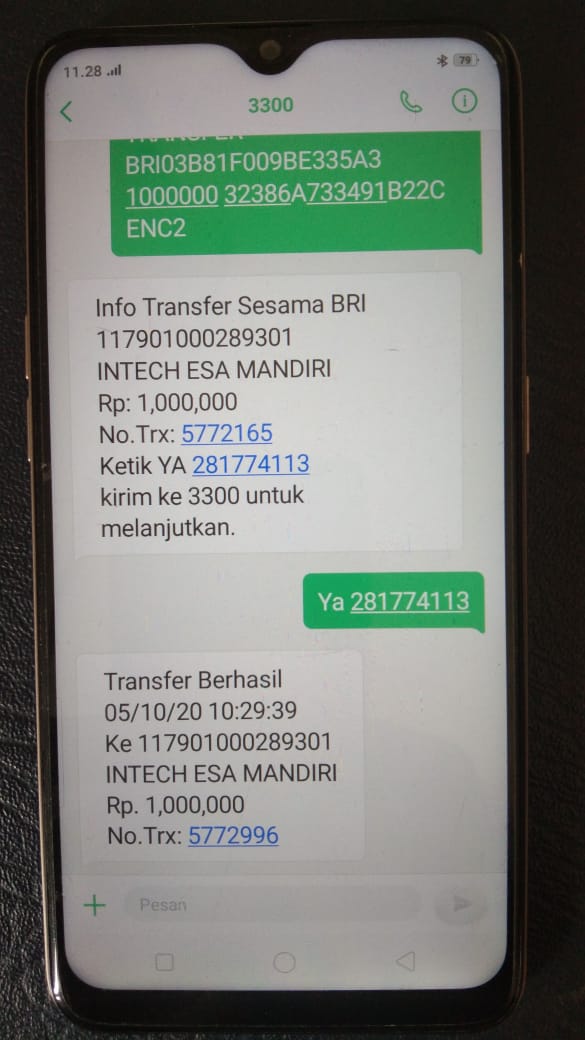 11.28
79
3300
TRANSFER
BRI03B81F009BE335A3
1000000 32386A733491B22C
ENC2
Info Transfer Sesama BRI
117901000289301
INTECH ESA MANDIRI
Rp: 1,000,000
No.Trx: 5772165
Ketik YA 281774113
kirim ke 3300 untuk
melanjutkan.
Ya 281774113
Transfer Berhasil
05/10/20 10:29:39
Ke 117901000289301
INTECH ESA MANDIRI
Rp. 1,000,000
No.Trx: 5772996
Pesan